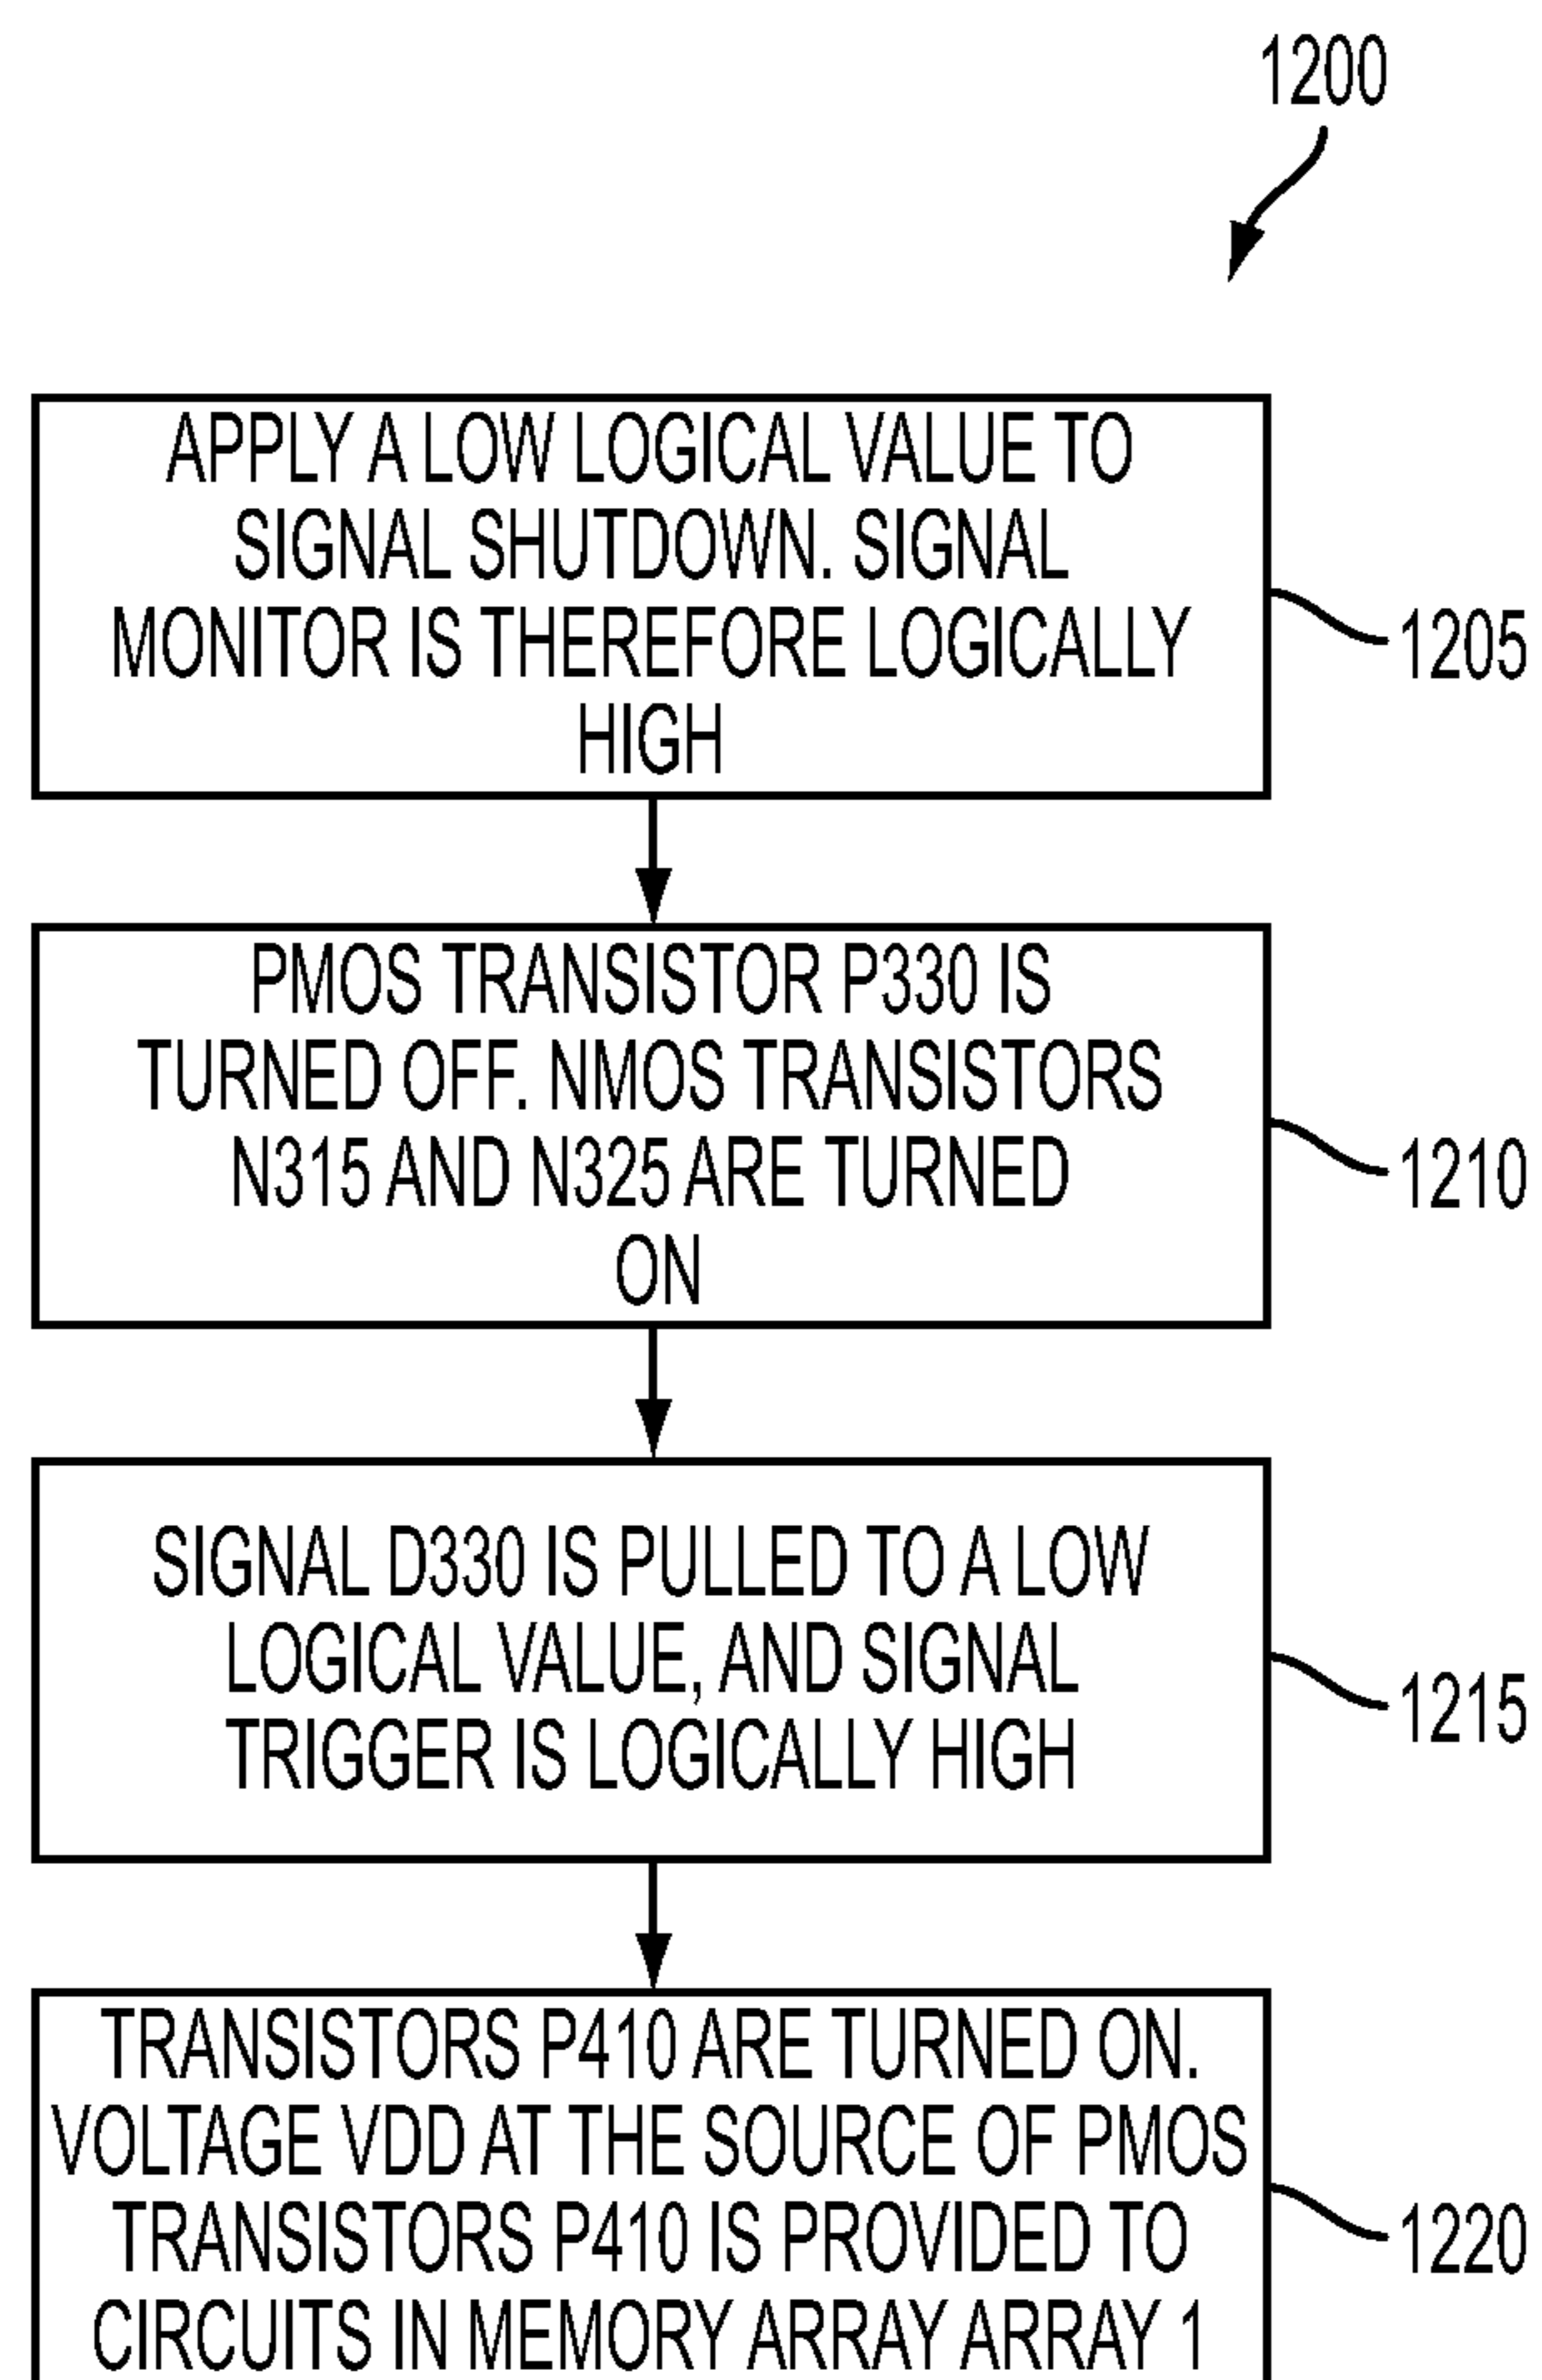 1200
APPLY A LOW LOGICAL VALUE TO
SIGNAL SHUTDOWN. SIGNAL
MONITOR IS THEREFORE LOGICALLY
HIGH
1205
PMOS TRANSISTOR P330 IS
TURNED OFF. NMOS TRANSISTORS
N315 AND N325 ARE TURNED
ON
1210
SIGNAL D330 IS PULLED TO A LOW
LOGICAL VALUE, AND SIGNAL
TRIGGER IS LOGICALLY HIGH
1215
TRANSISTORS P410 ARE TURNED ON.
VOLTAGE VDD AT THE SOURCE OF PMOS
TRANSISTORS P410 IS PROVIDED TO
CIRCUITS IN MEMORY ARRAY ARRAY 1
1220